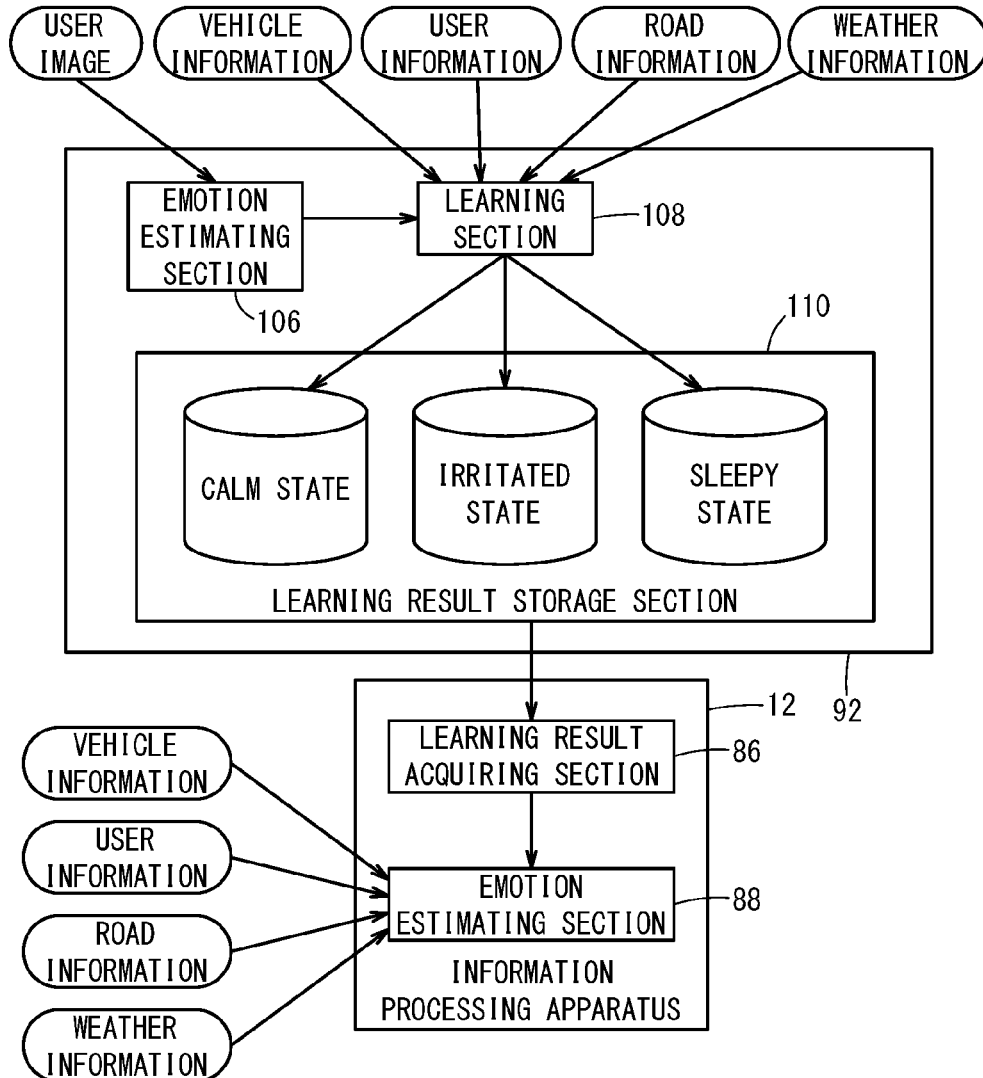 USER
IMAGE
VEHICLE
INFORMATION
USER
INFORMATION
ROAD
INFORMATION
WEATHER
INFORMATION
EMOTION
ESTIMATING
SECTION
106
LEARNING
SECTION
108
110
CALM STATE
IRRITATED
STATE
SLEEPY
STATE
LEARNING RESULT STORAGE SECTION
92
12
LEARNING RESULT
ACQUIRING SECTION
86
VEHICLE
INFORMATION
USER
INFORMATION
ROAD
INFORMATION
WEATHER
INFORMATION
EMOTION
ESTIMATING SECTION
88
INFORMATION
PROCESSING APPARATUS